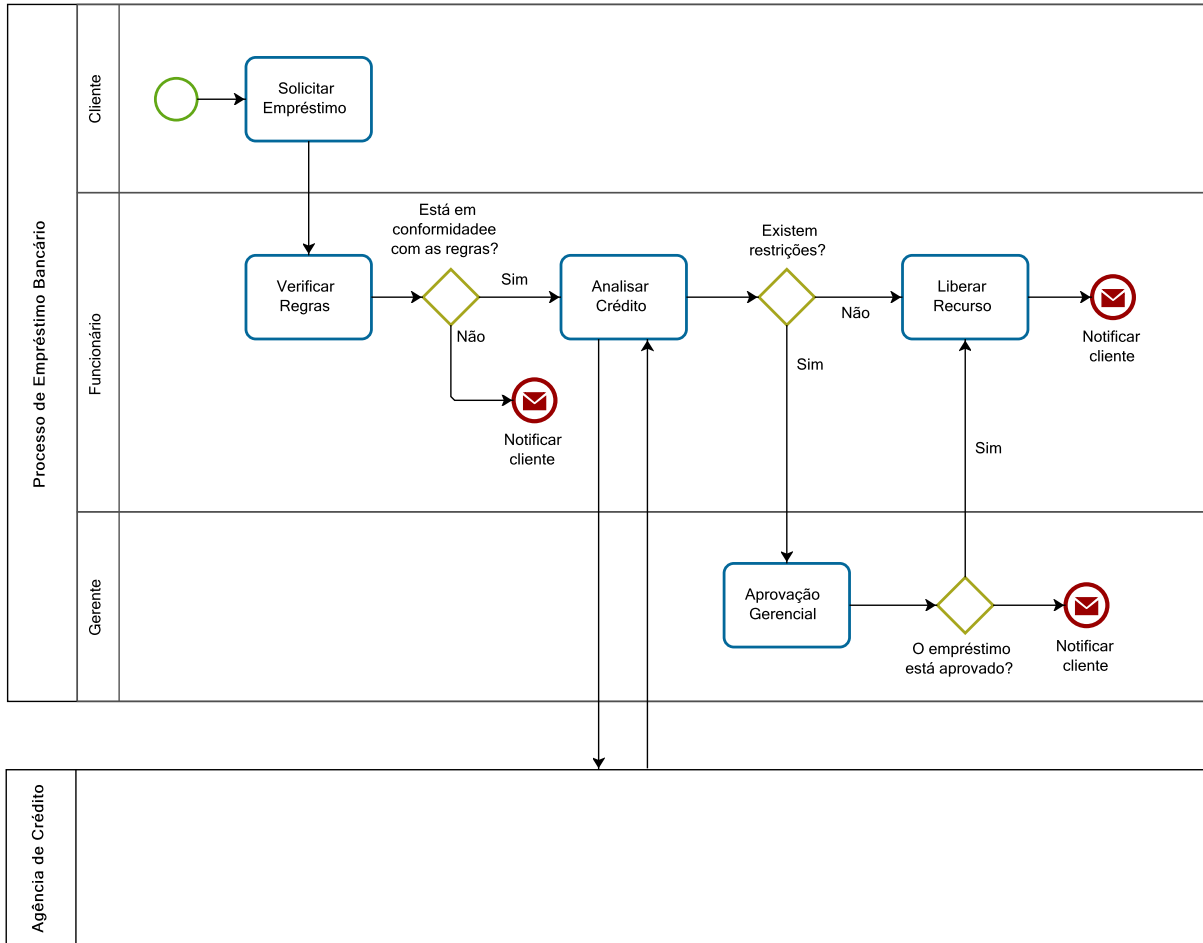 Processo de Empréstimo Bancário
Cliente
Solicitar
Empréstimo
Funcionário
Verificar
Regras
Está em
conformidadee
com as regras?
Sim
Não
Notificar
cliente
Analisar
Crédito
Existem
restrições?
Não
Sim
Liberar
Recurso
Notificar
cliente
Sim
Gerente
Aprovação
Gerencial
O empréstimo
está aprovado?
Notificar
cliente
Agência de Crédito